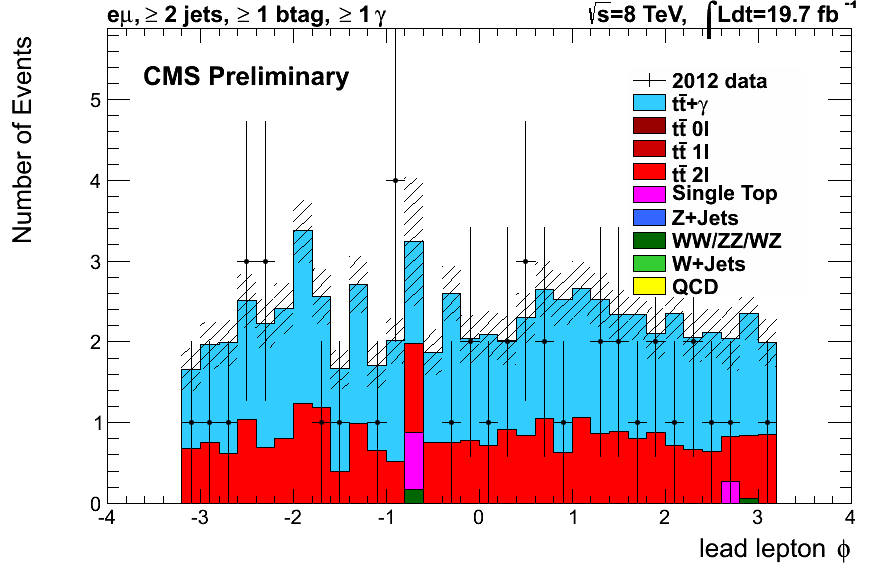 eμ, ≥ 2 jets, ≥ 1 btag, ≥ 1 γ
√s=8 TeV, ∫Ldt=19.7 fb⁻¹
CMS Preliminary
Number of Events
2012 data
tt̄+γ
tt̄ 0l
tt̄ 1l
tt̄ 2l
Single Top
Z+Jets
WW/ZZ/WZ
W+Jets
QCD
5
4
3
2
1
0
-4 -3 -2 -1 0 1 2 3 4
lead lepton ϕ